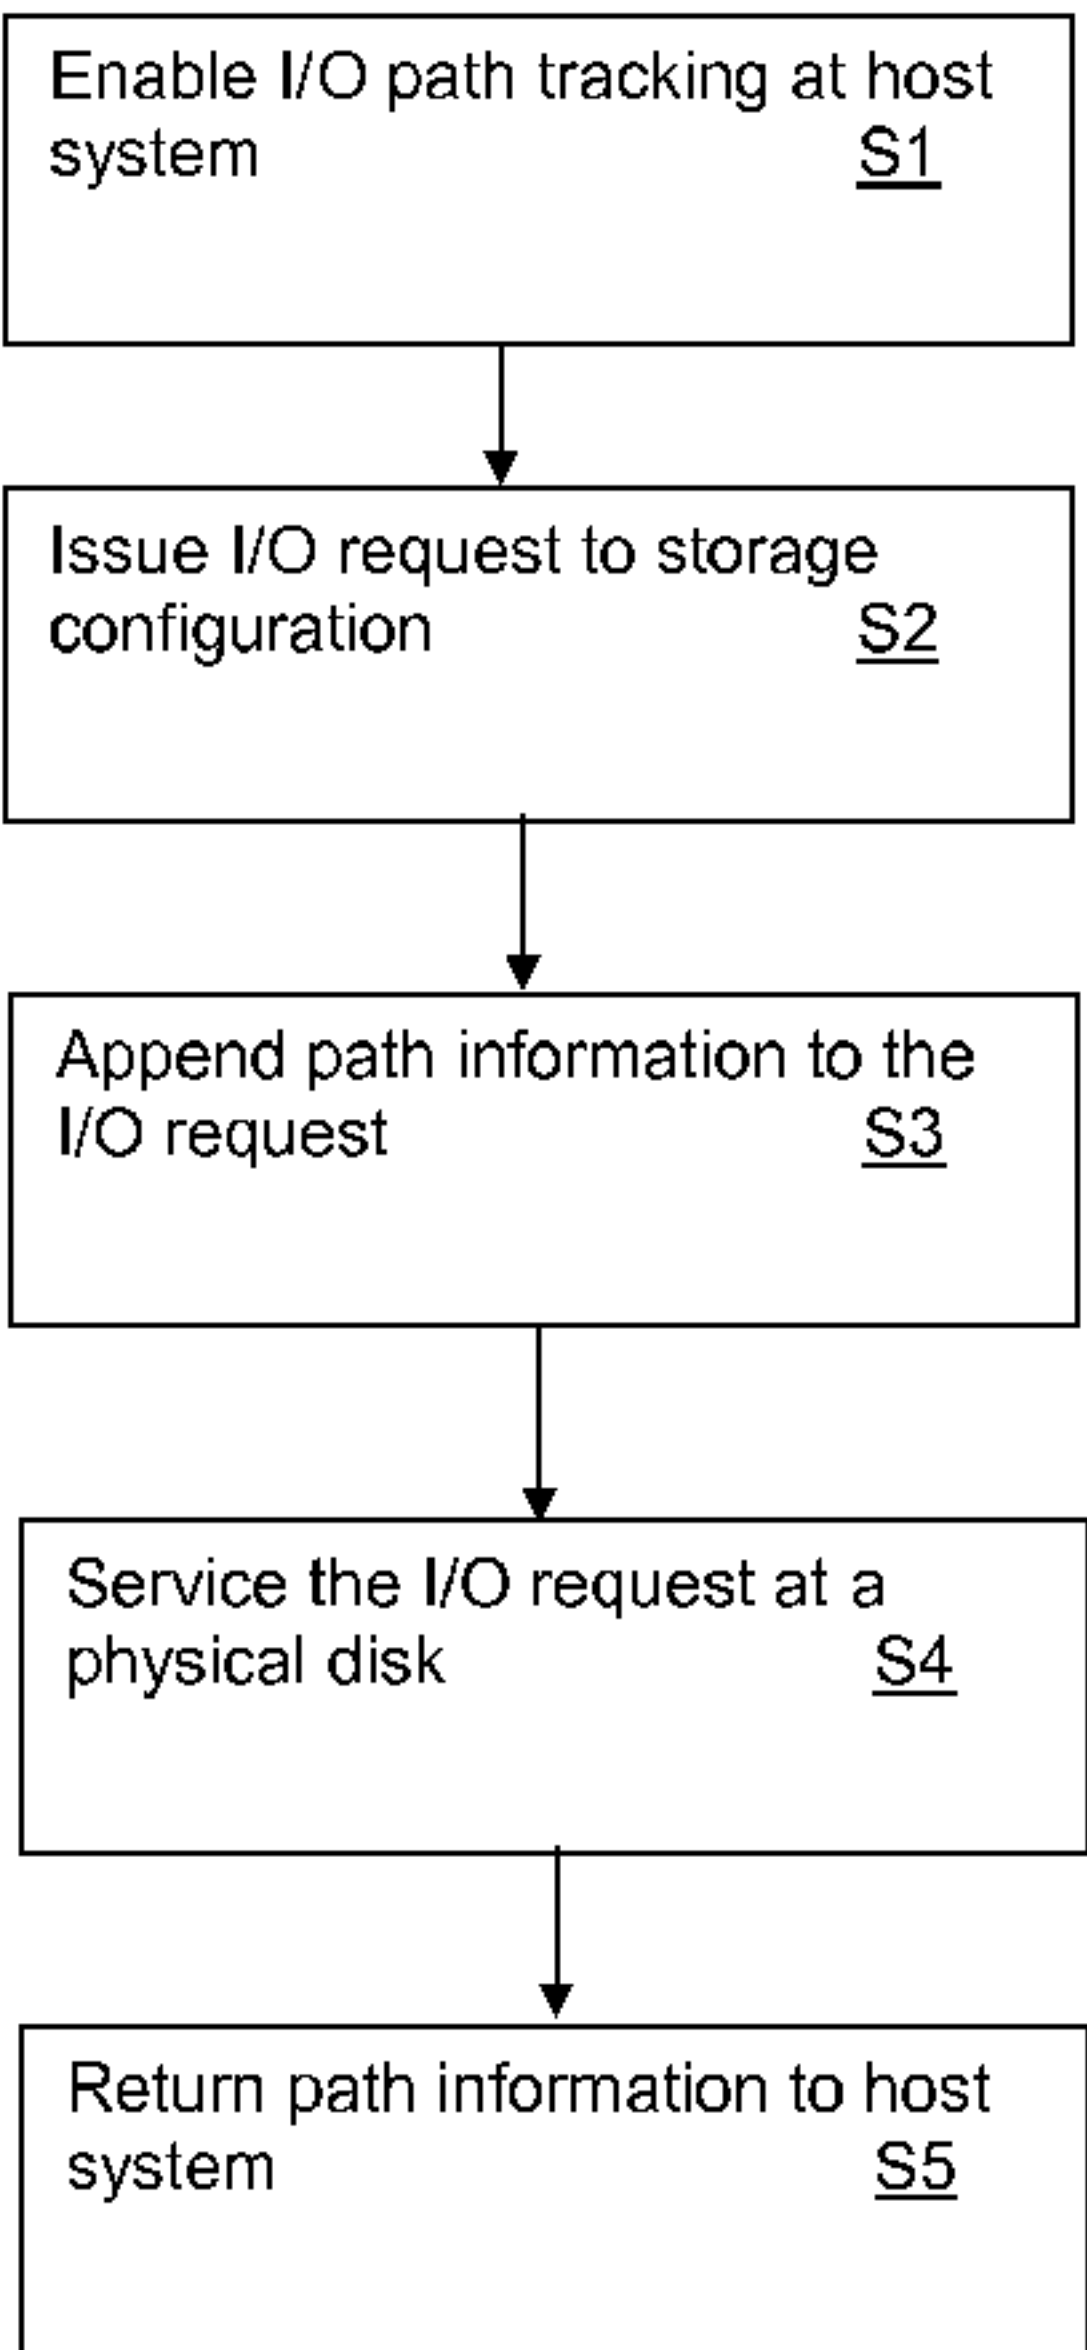 Enable I/O path tracking at host
system S1
Issue I/O request to storage
configuration S2
Append path information to the
I/O request S3
Service the I/O request at a
physical disk S4
Return path information to host
system S5